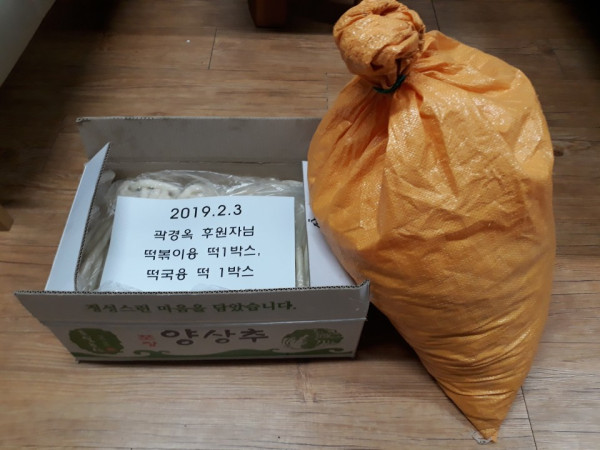 2019.2.3
곽경옥 후원자님
떡볶이용 떡1박스,
떡국용 떡 1박스
정성스런 마음을 담았습니다.
양상추